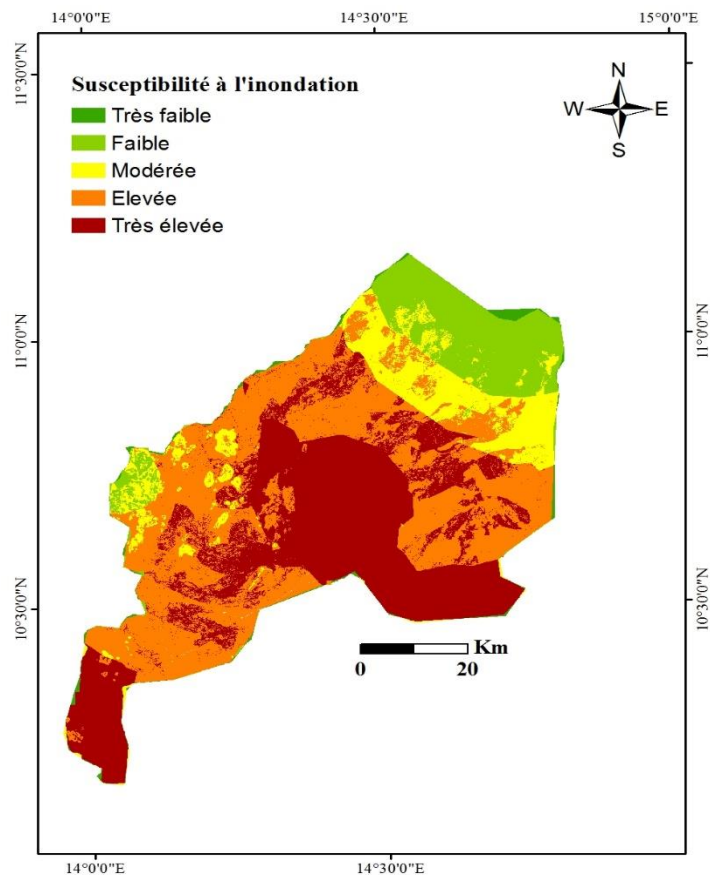 14°0'0"E
14°30'0"E
15°0'0"E
11°30'0"N
Susceptibilité à l'inondation
Très faible
Faible
Modérée
Elevée
Très élevée
N
W
E
S
11°0'0"N
11°0'0"N
10°30'0"N
10°30'0"N
Km
0
20
14°0'0"E
14°30'0"E